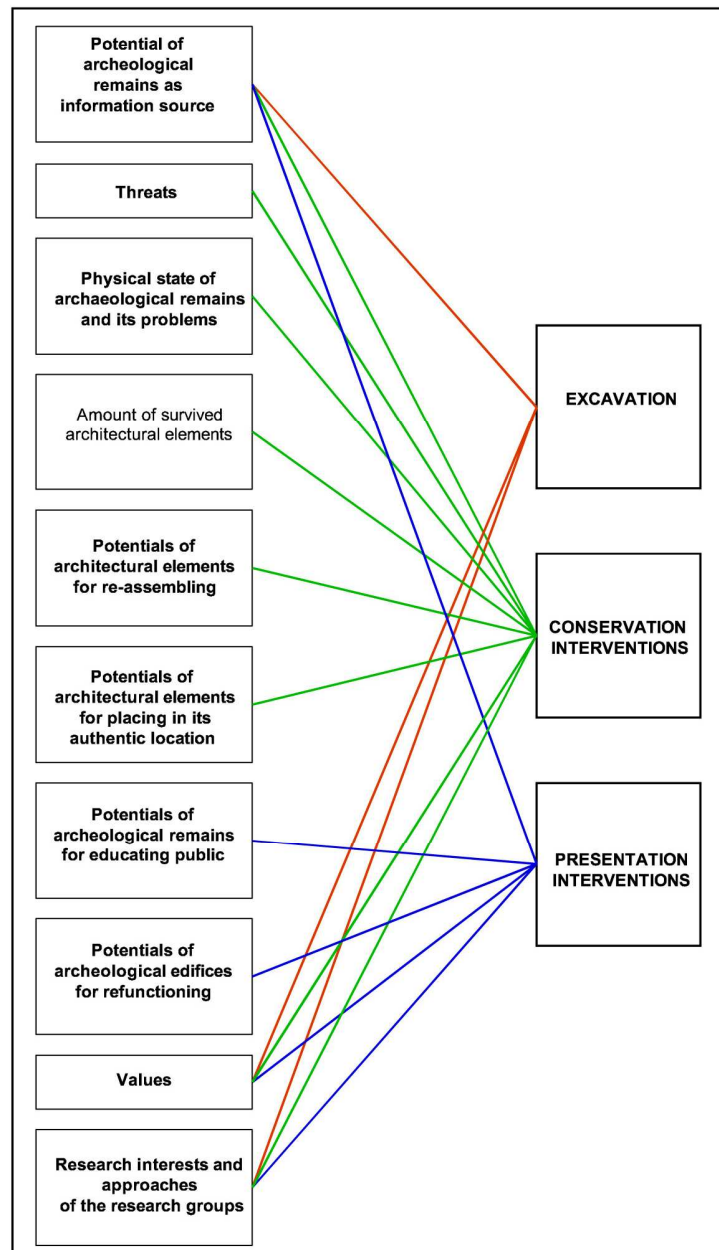 Potential of
archeological
remains as
information source
Threats
Physical state of
archaeological remains
and its problems
Amount of survived
architectural elements
Potentials of
architectural elements
for re-assembling
Potentials of
architectural elements
for placing in its
authentic location
Potentials of
archeological remains
for educating public
Potentials of
archeological edifices
for refunctioning
Values
Research interests and
approaches
of the research groups
EXCAVATION
CONSERVATION
INTERVENTIONS
PRESENTATION
INTERVENTIONS